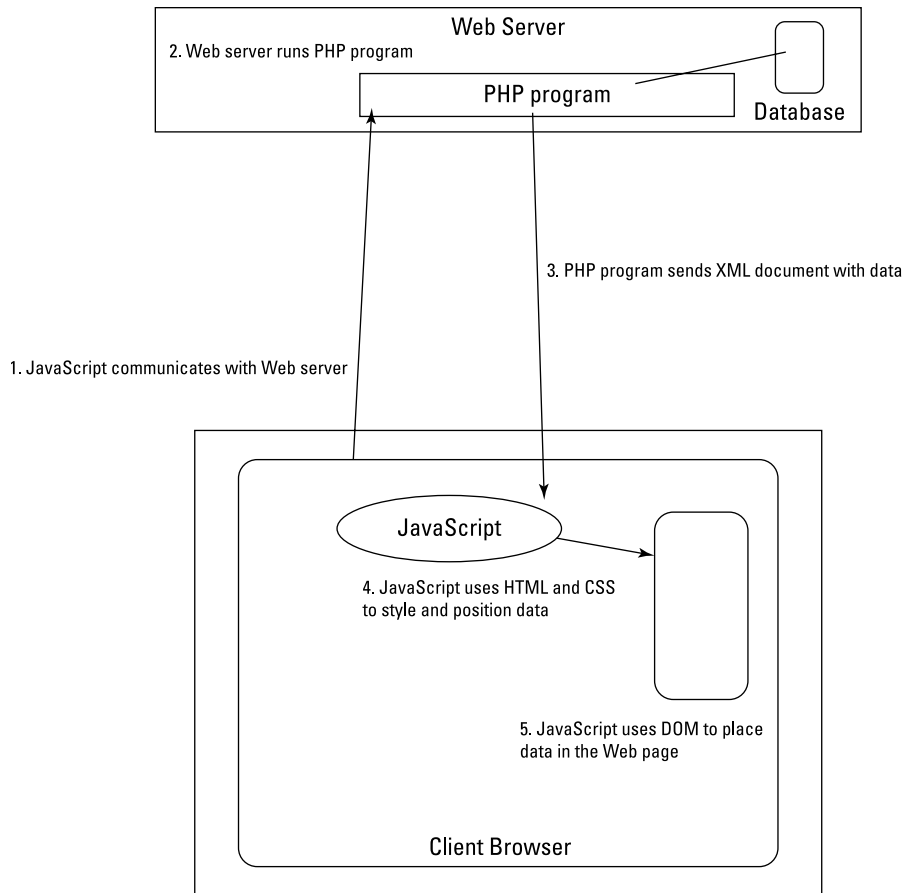 Web Server
2. Web server runs PHP program
PHP program
Database
3. PHP program sends XML document with data
1. JavaScript communicates with Web server
JavaScript
4. JavaScript uses HTML and CSS
to style and position data
5. JavaScript uses DOM to place
data in the Web page
Client Browser